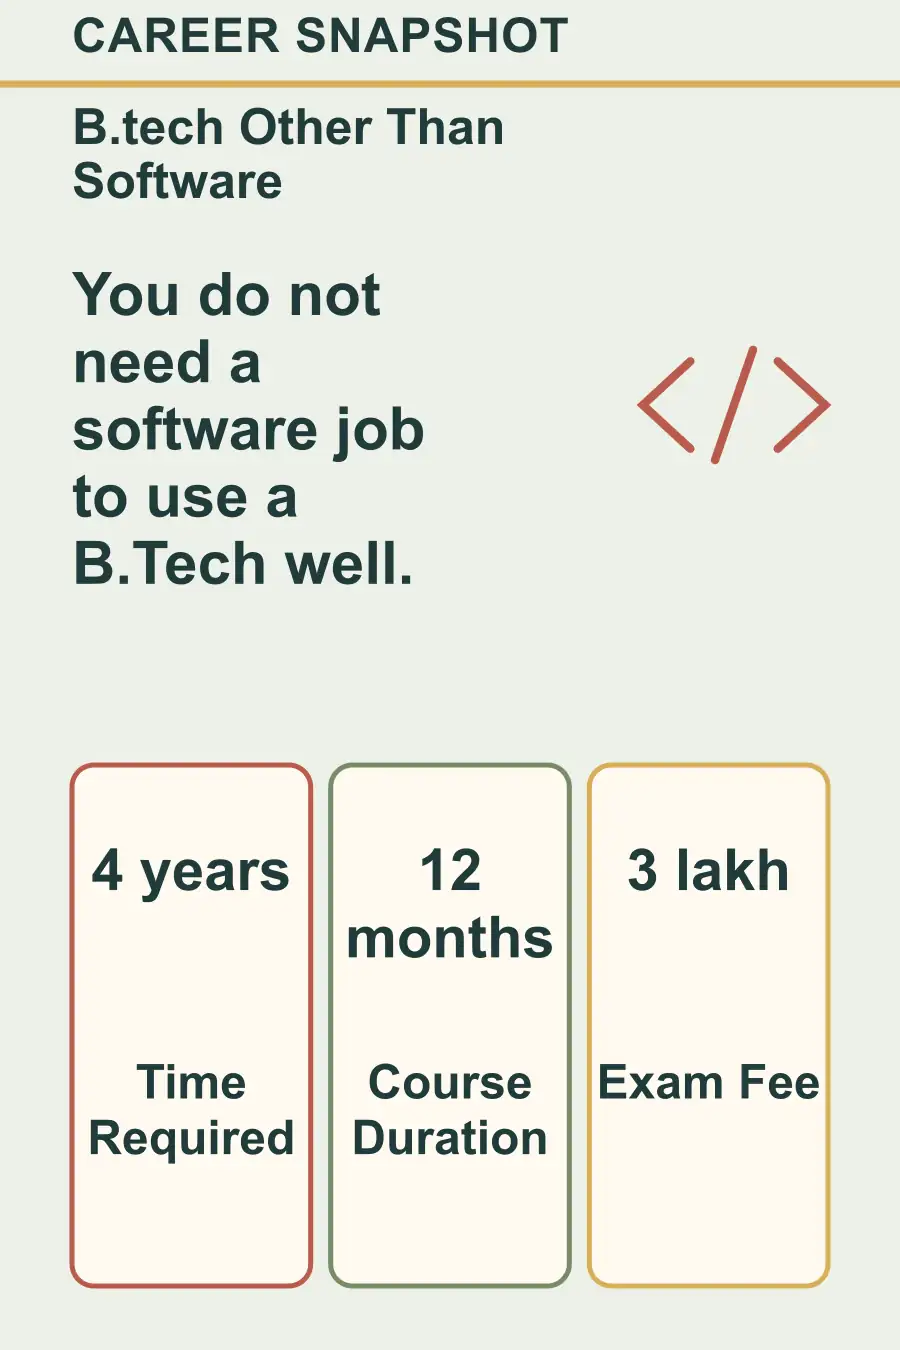 CAREER SNAPSHOT
B.tech Other Than
Software
You do not
need a
software job
to use a
B.Tech well.
4 years
Time
Required
12
months
Course
Duration
3 lakh
Exam Fee